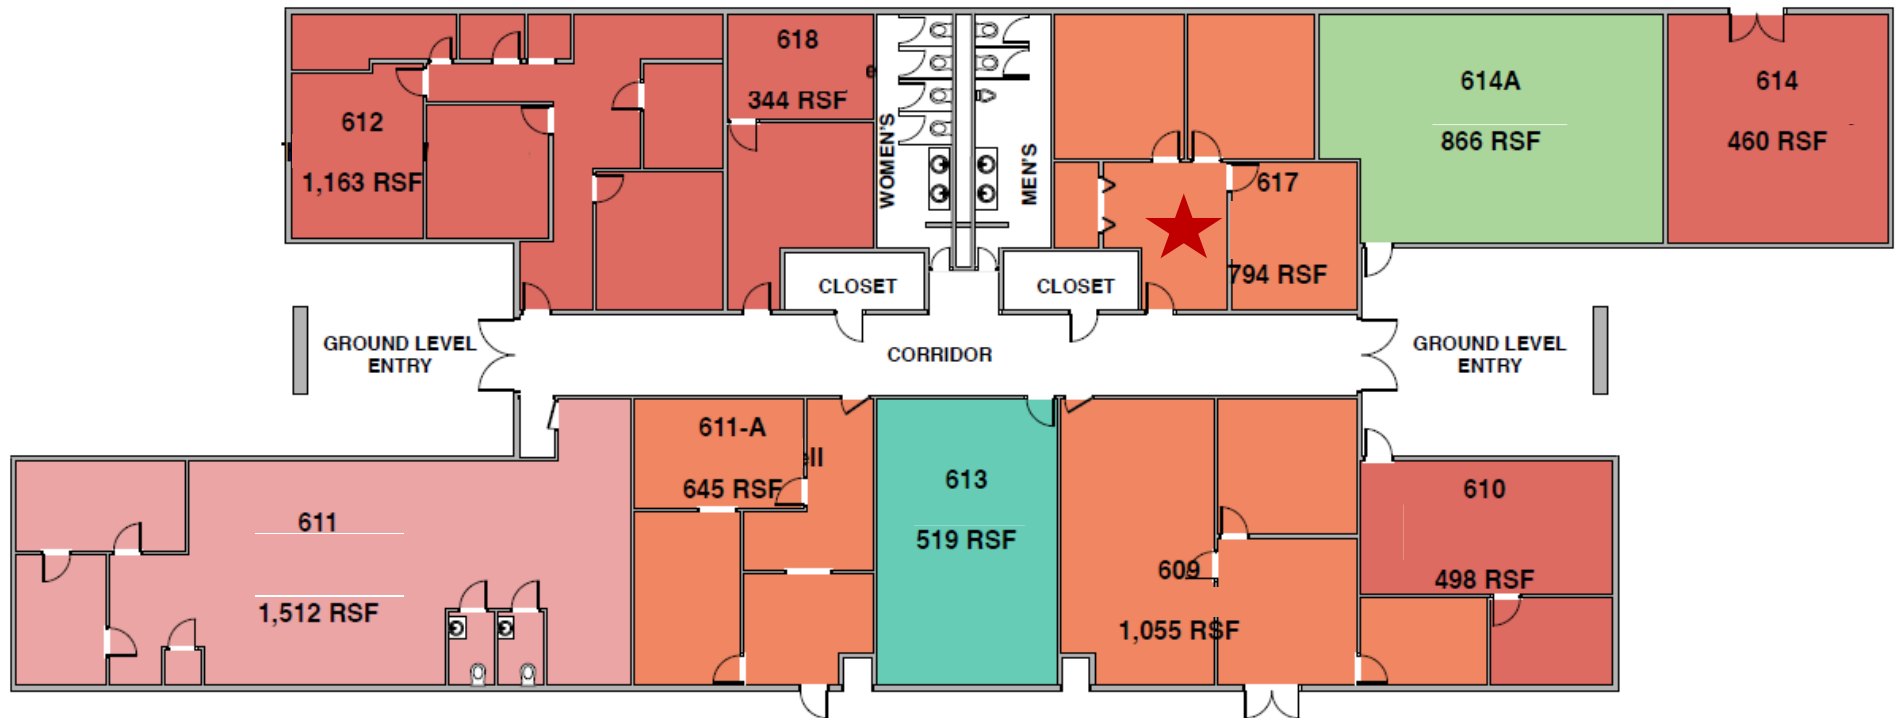 618
344 RSF
e
612
1,163 RSF
WOMEN'S
MEN'S
614A
866 RSF
614
460 RSF
617
794 RSF
CLOSET
CLOSET
GROUND LEVEL
ENTRY
CORRIDOR
GROUND LEVEL
ENTRY
611-A
ell
645 RSF
613
519 RSF
610
498 RSF
611
1,512 RSF
609
1,055 RSF